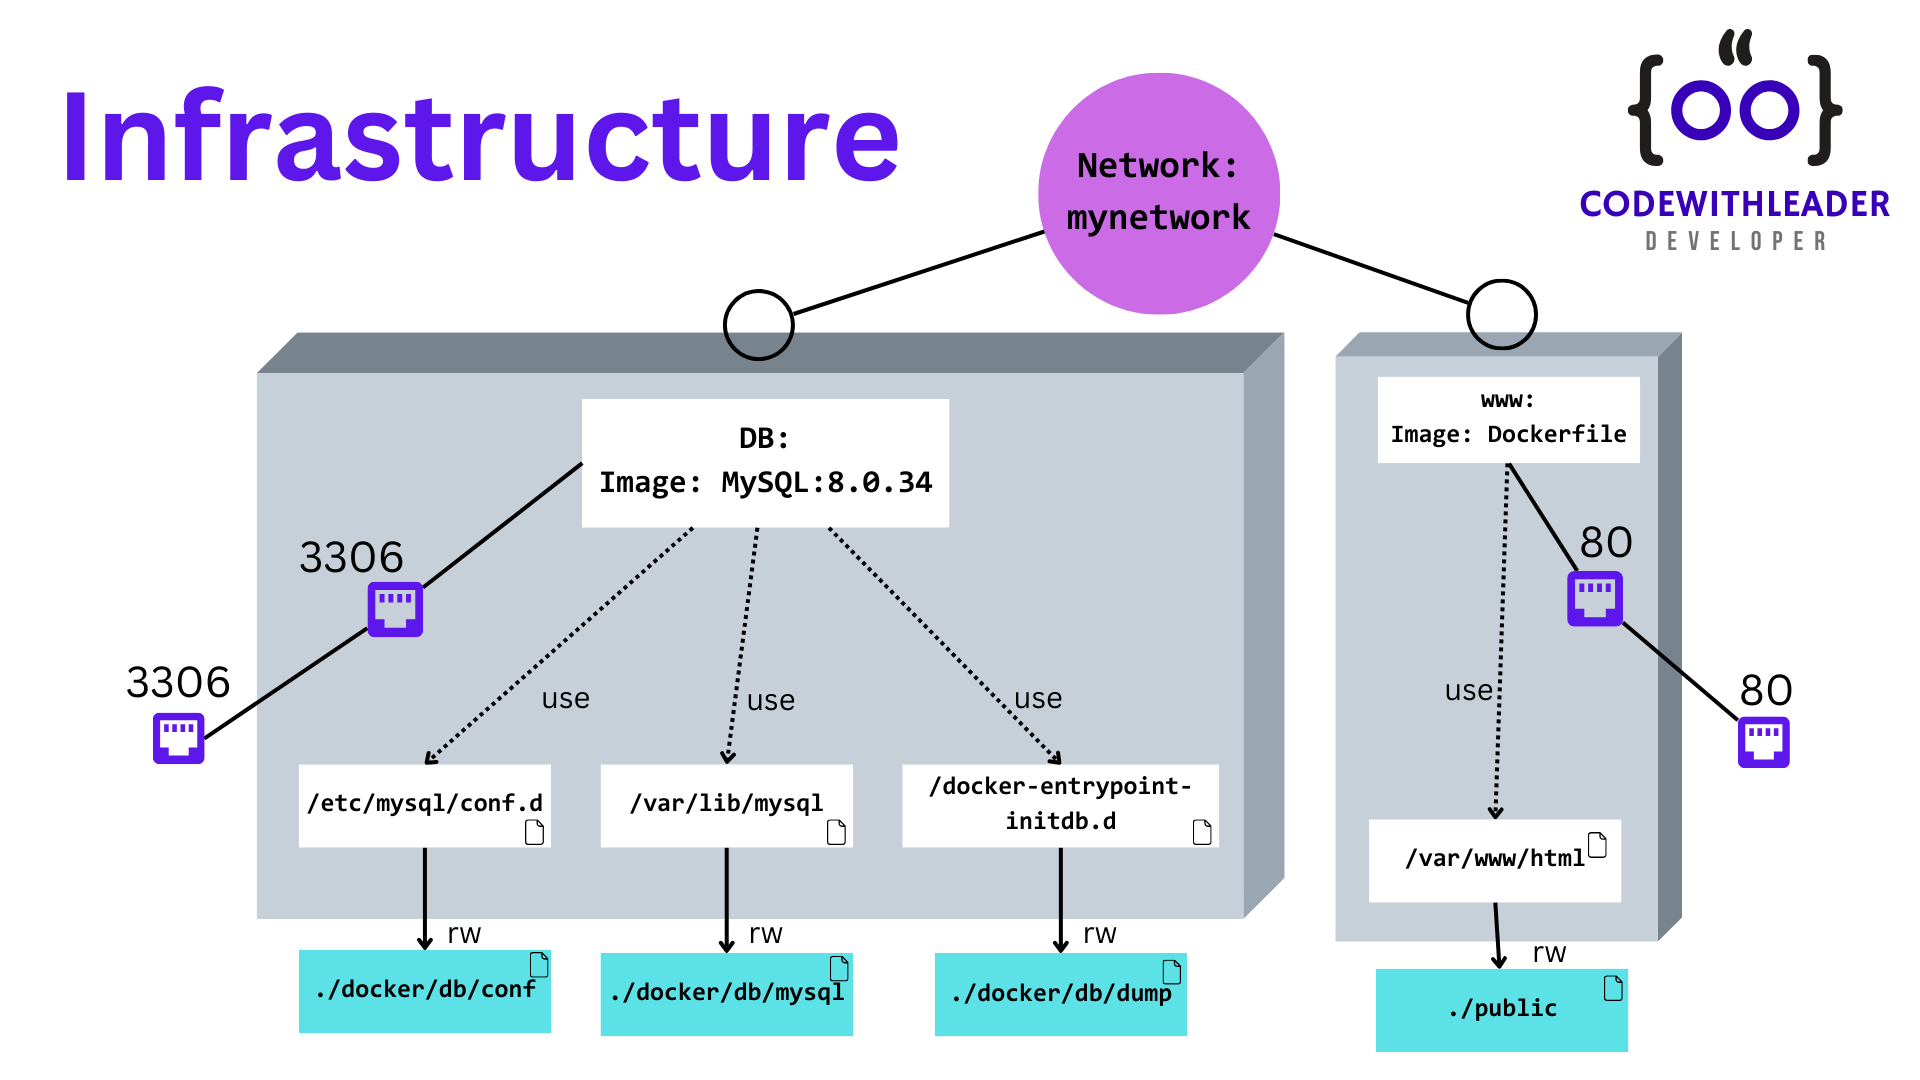 Infrastructure
Network:
mynetwork
CODEWITHLEADER
DEVELOPER
DB:
Image: MySQL:8.0.34
www:
Image: Dockerfile
3306
3306
80
80
use
use
use
use
/etc/mysql/conf.d
/var/lib/mysql
/docker-entrypoint-
initdb.d
/var/www/html
rw
rw
rw
rw
./docker/db/conf
./docker/db/mysql
./docker/db/dump
./public